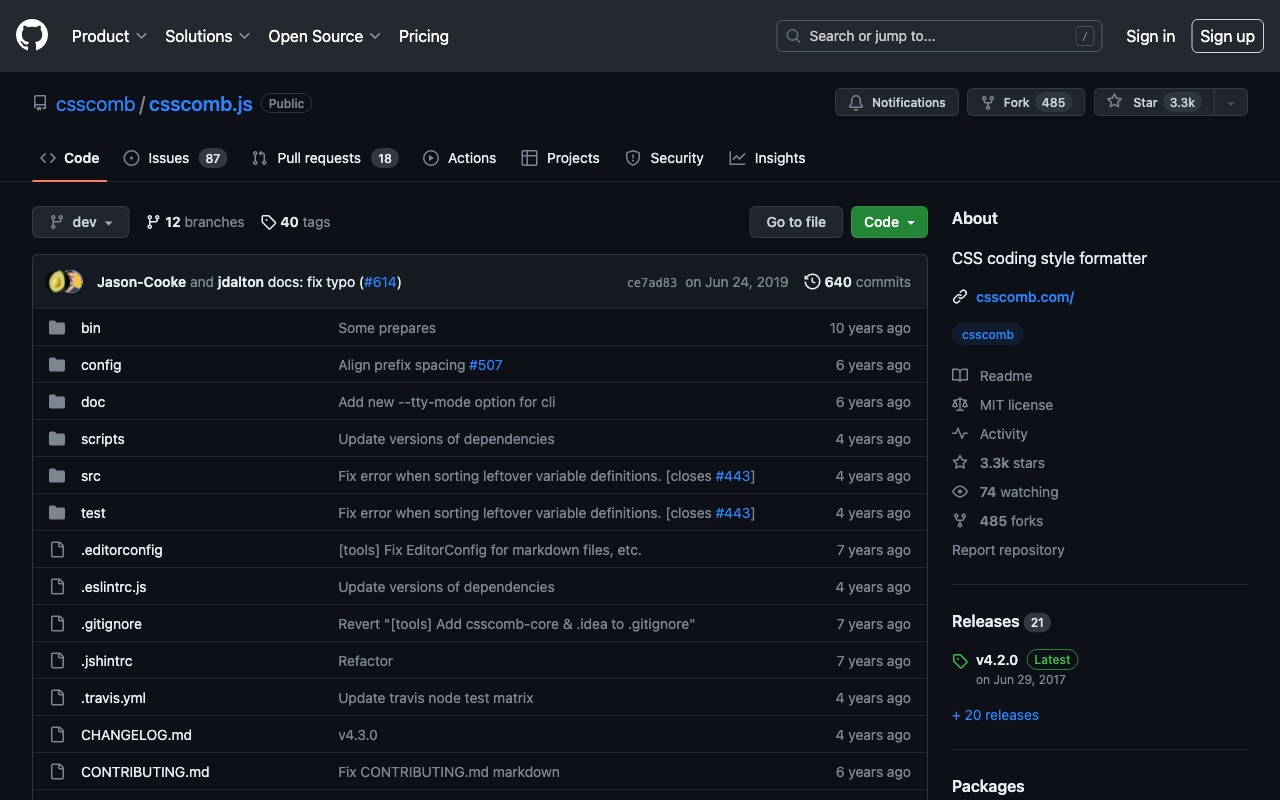 Product Solutions Open Source Pricing Search or jump to... / Sign in Sign up
csscomb / csscomb.js Public Notifications Fork 485 Star 3.3k
Code Issues 87 Pull requests 18 Actions Projects Security Insights
dev 12 branches 40 tags Go to file Code
Jason-Cooke and jdalton docs: fix typo (#614) ce7ad83 on Jun 24, 2019 640 commits
bin Some prepares 10 years ago
config Align prefix spacing #507 6 years ago
doc Add new --tty-mode option for cli 6 years ago
scripts Update versions of dependencies 4 years ago
src Fix error when sorting leftover variable definitions. [closes #443] 4 years ago
test Fix error when sorting leftover variable definitions. [closes #443] 4 years ago
.editorconfig [tools] Fix EditorConfig for markdown files, etc. 7 years ago
.eslintrc.js Update versions of dependencies 4 years ago
.gitignore Revert "[tools] Add csscomb-core & .idea to .gitignore" 7 years ago
.jshintrc Refactor 7 years ago
.travis.yml Update travis node test matrix 4 years ago
CHANGELOG.md v4.3.0 4 years ago
CONTRIBUTING.md Fix CONTRIBUTING.md markdown 6 years ago
About
CSS coding style formatter
csscomb.com/
csscomb
Readme
MIT license
Activity
3.3k stars
74 watching
485 forks
Report repository
Releases 21
v4.2.0 Latest
on Jun 29, 2017
+ 20 releases
Packages